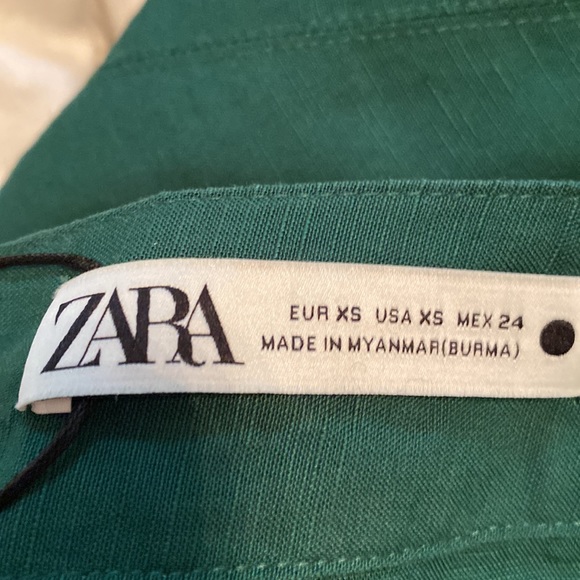 ZARA
EUR XS USA XS MEX 24
MADE IN MYANMAR(BURMA)